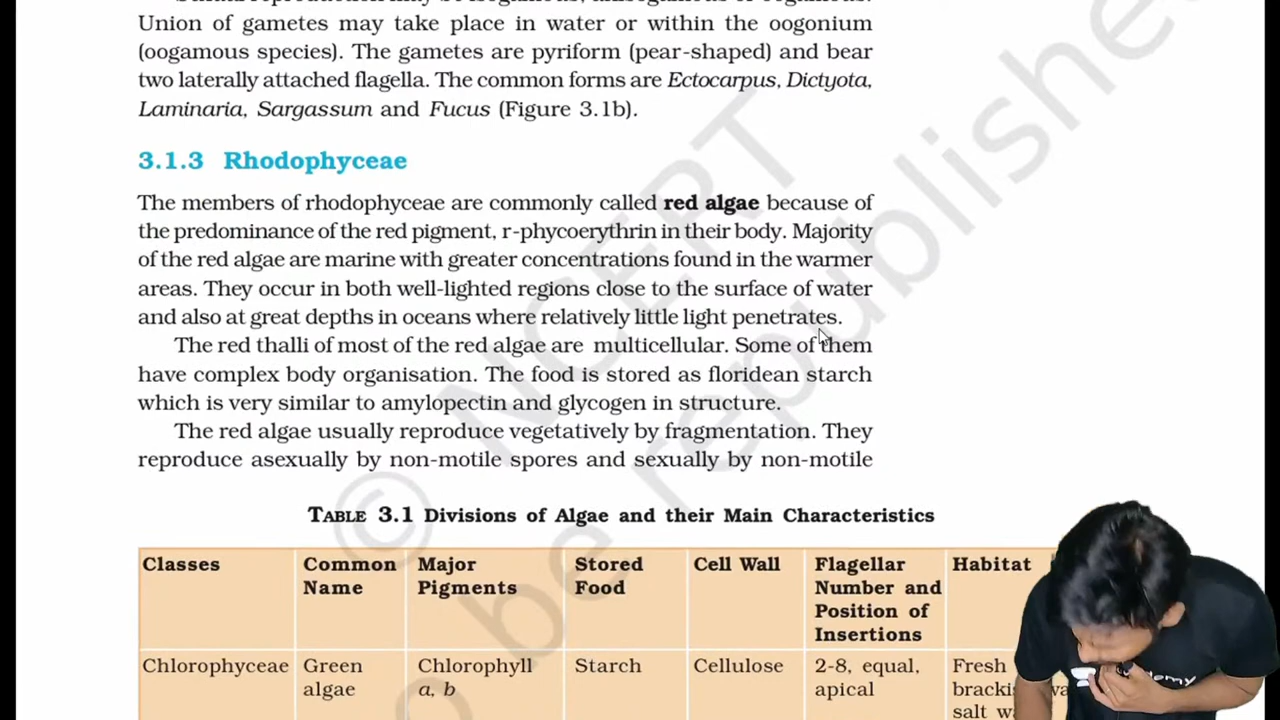 Union of gametes may take place in water or within the oogonium
(oogamous species). The gametes are pyriform (pear-shaped) and bear
two laterally attached flagella. The common forms are Ectocarpus, Dictyota,
Laminaria, Sargassum and Fucus (Figure 3.1b).
3.1.3 Rhodophyceae
The members of rhodophyceae are commonly called red algae because of
the predominance of the red pigment, r-phycoerythrin in their body. Majority
of the red algae are marine with greater concentrations found in the warmer
areas. They occur in both well-lighted regions close to the surface of water
and also at great depths in oceans where relatively little light penetrates.
The red thalli of most of the red algae are multicellular. Some of them
have complex body organisation. The food is stored as floridean starch
which is very similar to amylopectin and glycogen in structure.
The red algae usually reproduce vegetatively by fragmentation. They
reproduce asexually by non-motile spores and sexually by non-motile
TABLE 3.1 Divisions of Algae and their Main Characteristics
Classes Common Name Major Pigments Stored Food Cell Wall Flagellar Number and Position of Insertions Habitat
Chlorophyceae Green algae Chlorophyll a, b Starch Cellulose 2-8, equal, apical Fresh salt
© NCERT
be republished